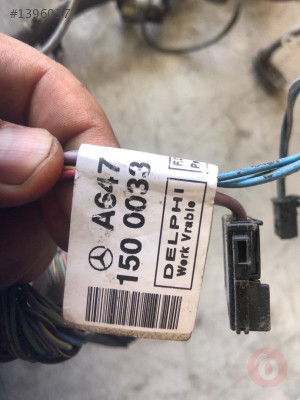 #1396
A647
150 0033
DELPHI
Werk Vrable